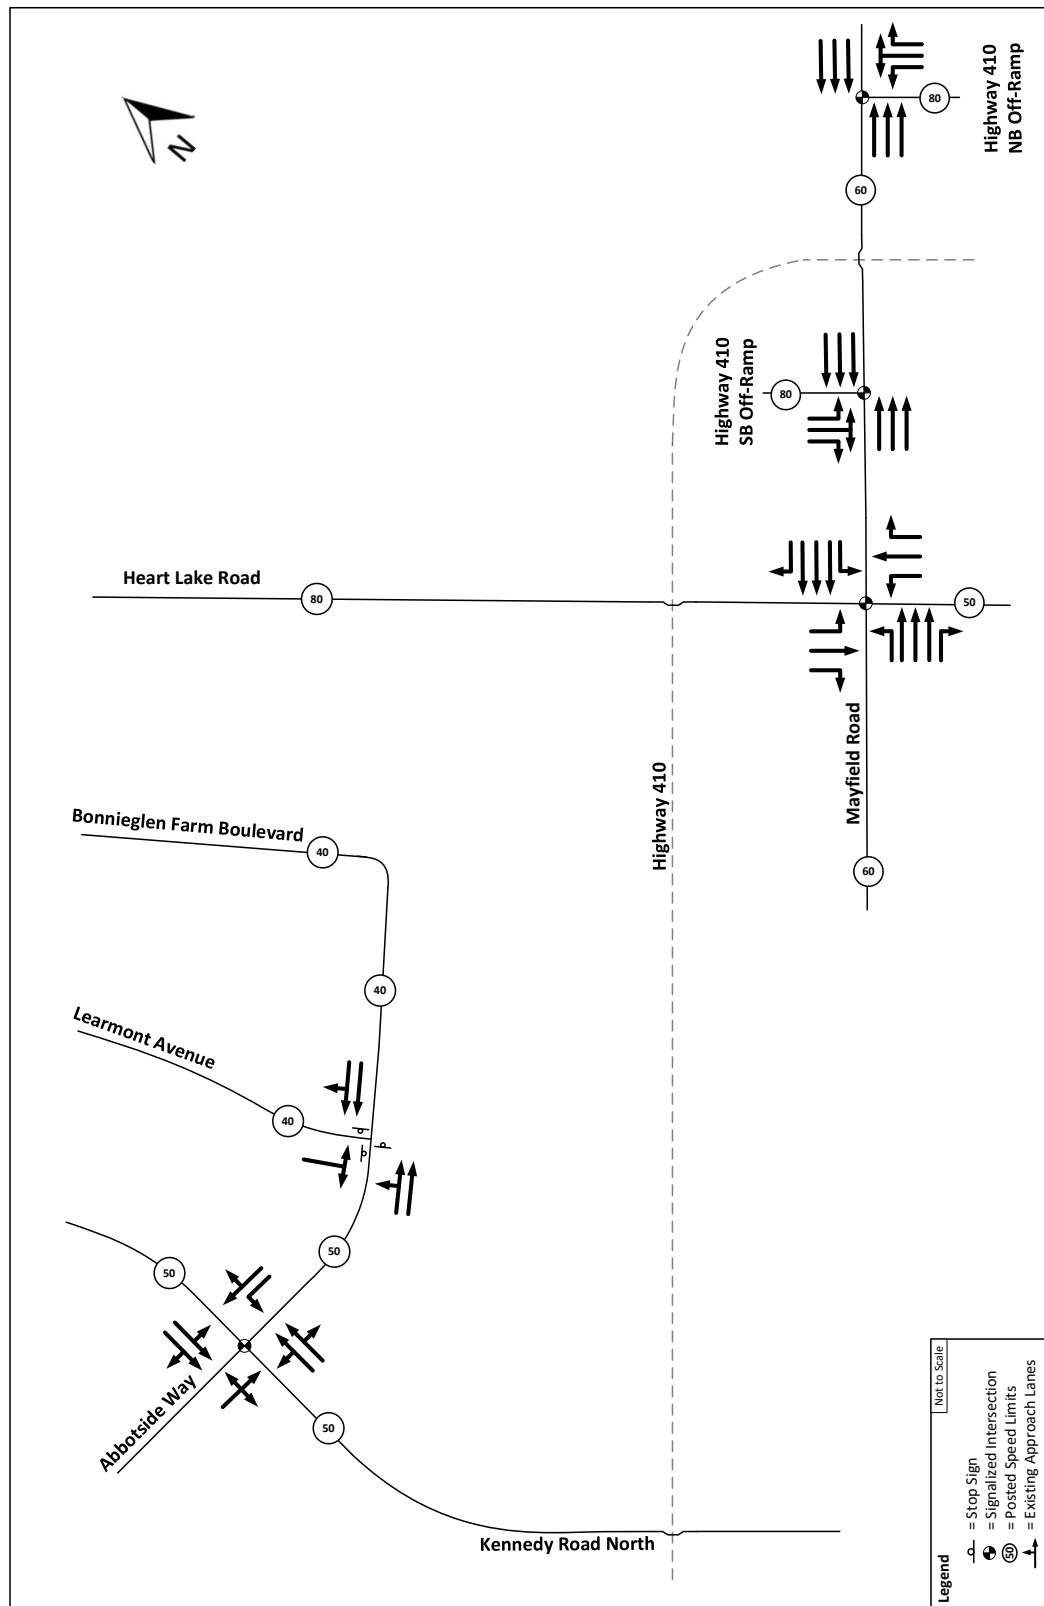 Highway 410
NB Off-Ramp
80
60
N
Highway 410
SB Off-Ramp
80
Heart Lake Road
80
50
Mayfield Road
60
Highway 410
Bonnieglen Farm Boulevard
40
40
Learmont Avenue
40
50
50
Abbotside Way
50
Kennedy Road North
Not to Scale
Legend
= Stop Sign
= Signalized Intersection
50 = Posted Speed Limits
= Existing Approach Lanes